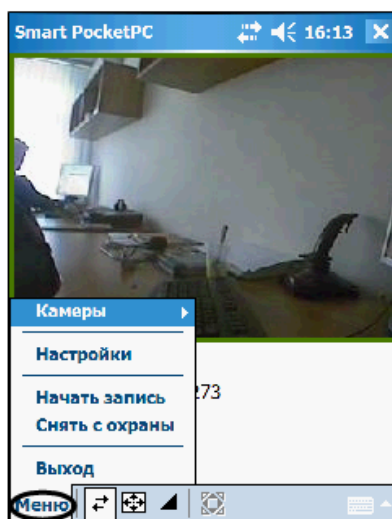 Smart PocketPC 16:13
Камеры
Настройки
273
Начать запись
Снять с охраны
Выход
Меню